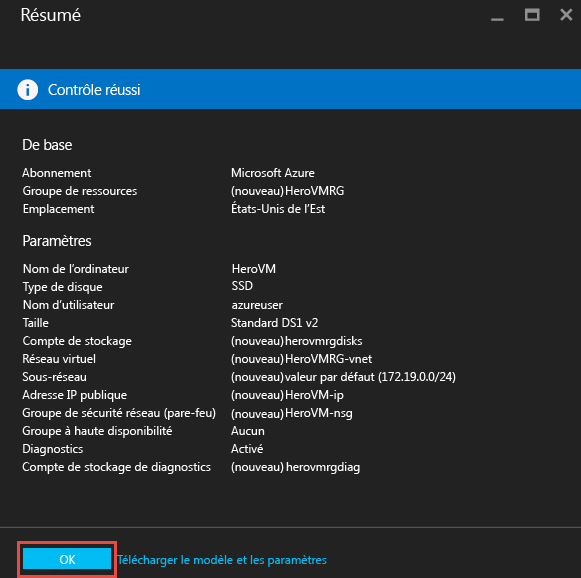 Résumé
Contrôle réussi
De base
Abonnement Microsoft Azure
Groupe de ressources (nouveau)HeroVMRG
Emplacement États-Unis de l’Est
Paramètres
Nom de l’ordinateur HeroVM
Type de disque SSD
Nom d’utilisateur azureuser
Taille Standard DS1 v2
Compte de stockage (nouveau)herovmrgdisks
Réseau virtuel (nouveau)HeroVMRG-vnet
Sous-réseau (nouveau)valeur par défaut (172.19.0.0/24)
Adresse IP publique (nouveau)HeroVM-ip
Groupe de sécurité réseau (pare-feu) (nouveau)HeroVM-nsg
Groupe à haute disponibilité Aucun
Diagnostics Activé
Compte de stockage de diagnostics (nouveau)herovmrgdiag
OK Télécharger le modèle et les paramètres